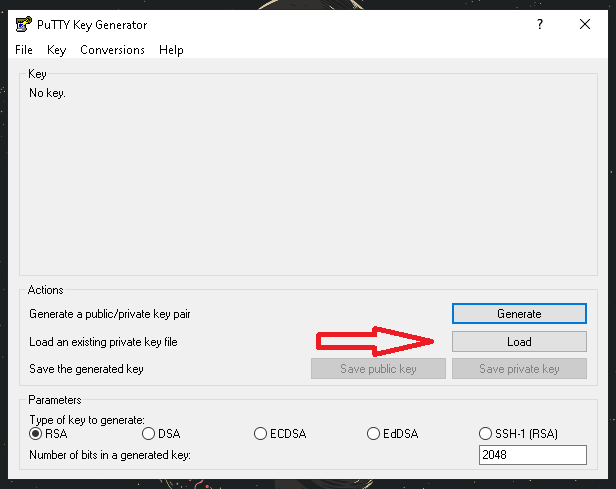 PuTTY Key Generator ?
File Key Conversions Help
Key
No key.
Actions
Generate a public/private key pair Generate
Load an existing private key file Load
Save the generated key Save public key Save private key
Parameters
Type of key to generate:
RSA DSA ECDSA EdDSA SSH-1 (RSA)
Number of bits in a generated key: 2048